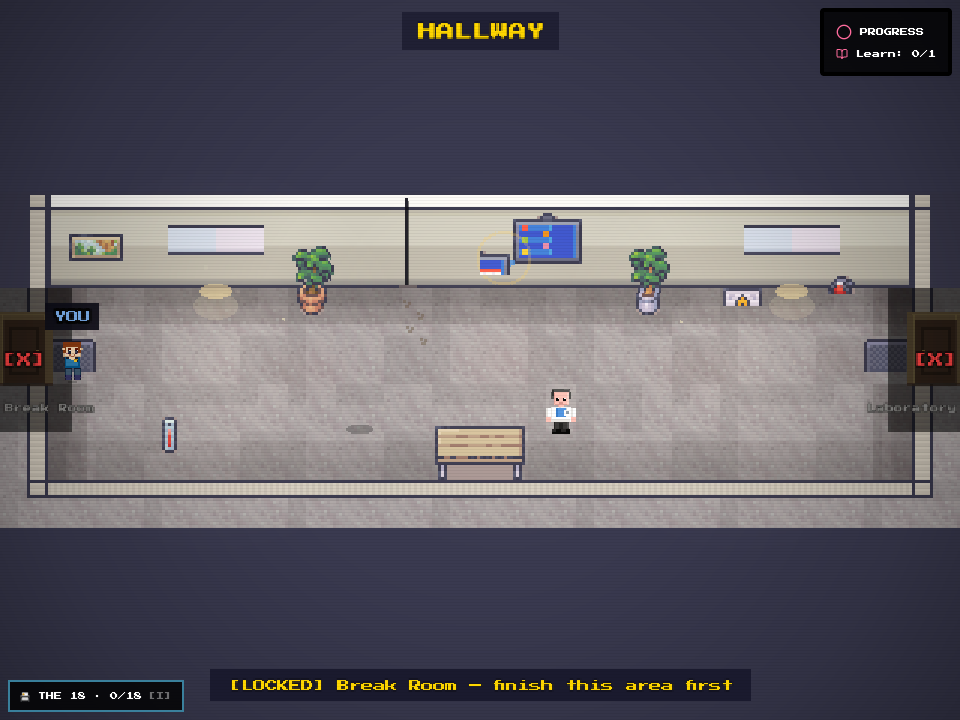 HALLWAY
PROGRESS
Learn: 0/1
YOU
[X]
[X]
Break Room
Laboratory
THE 18 · 0/18 [I]
[LOCKED] Break Room — finish this area first